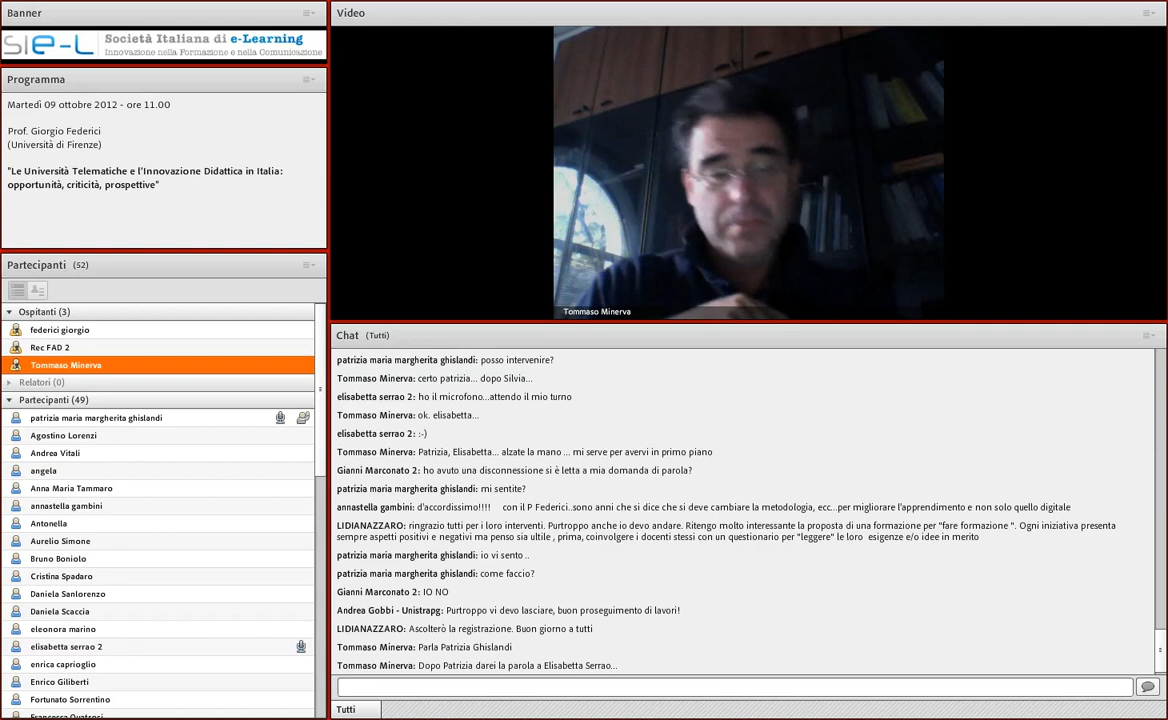 Banner
SIe-L Società Italiana di e-Learning
Innovazione nella Formazione e nella Comunicazione
Programma
Martedì 09 ottobre 2012 - ore 11.00
Prof. Giorgio Federici
(Università di Firenze)
"Le Università Telematiche e l'Innovazione Didattica in Italia:
opportunità, criticità, prospettive"
Partecipanti (52)
Ospitanti (3)
federici giorgio
Rec FAD 2
Tommaso Minerva
Relatori (0)
Partecipanti (49)
patrizia maria margherita ghislandi
Agostino Lorenzi
Andrea Vitali
angela
Anna Maria Tammaro
annastella gambini
Antonella
Aurelio Simone
Bruno Boniolo
Cristina Spadaro
Daniela Sanlorenzo
Daniela Scaccia
eleonora marino
elisabetta serrao 2
enrica caprioglio
Enrico Giliberti
Fortunato Sorrentino
Video
Tommaso Minerva
Chat (Tutti)
patrizia maria margherita ghislandi: posso intervenire?
Tommaso Minerva: certo patrizia... dopo Silvia...
elisabetta serrao 2: ho il microfono...attendo il mio turno
Tommaso Minerva: ok. elisabetta...
elisabetta serrao 2: :-)
Tommaso Minerva: Patrizia, Elisabetta... alzate la mano ... mi serve per avervi in primo piano
Gianni Marconato 2: ho avuto una disconnessione si è letta a mia domanda di parola?
patrizia maria margherita ghislandi: mi sentite?
annastella gambini: d'accordissimo!!!! con il P Federici..sono anni che si dice che si deve cambiare la metodologia, ecc...per migliorare l'apprendimento e non solo quello digitale
LIDIANAZZARO: ringrazio tutti per i loro interventi. Purtroppo anche io devo andare. Ritengo molto interessante la proposta di una formazione per "fare formazione ". Ogni iniziativa presenta
sempre aspetti positivi e negativi ma penso sia ultile , prima, coinvolgere i docenti stessi con un questionario per "leggere" le loro esigenze e/o idee in merito
patrizia maria margherita ghislandi: io vi sento ..
patrizia maria margherita ghislandi: come faccio?
Gianni Marconato 2: IO NO
Andrea Gobbi - Unistrapg: Purtroppo vi devo lasciare, buon proseguimento di lavori!
LIDIANAZZARO: Ascolterò la registrazione. Buon giorno a tutti
Tommaso Minerva: Parla Patrizia Ghislandi
Tommaso Minerva: Dopo Patrizia darei la parola a Elisabetta Serrao...
Tutti